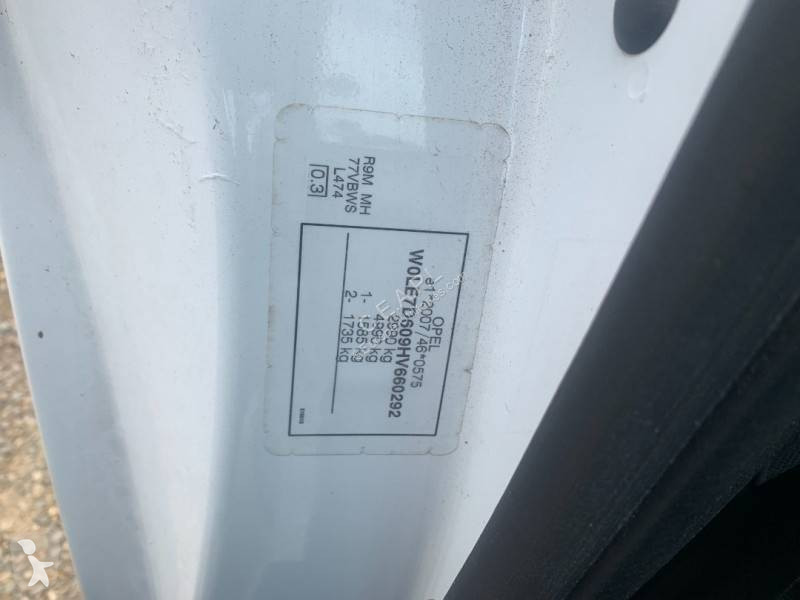 OPEL
e1*2007/46*0575
W0LE7D609HV660292
2990 kg
4990 kg
1- 1585 kg
2- 1735 kg
R9M MH
77VBWS
L474
0.3